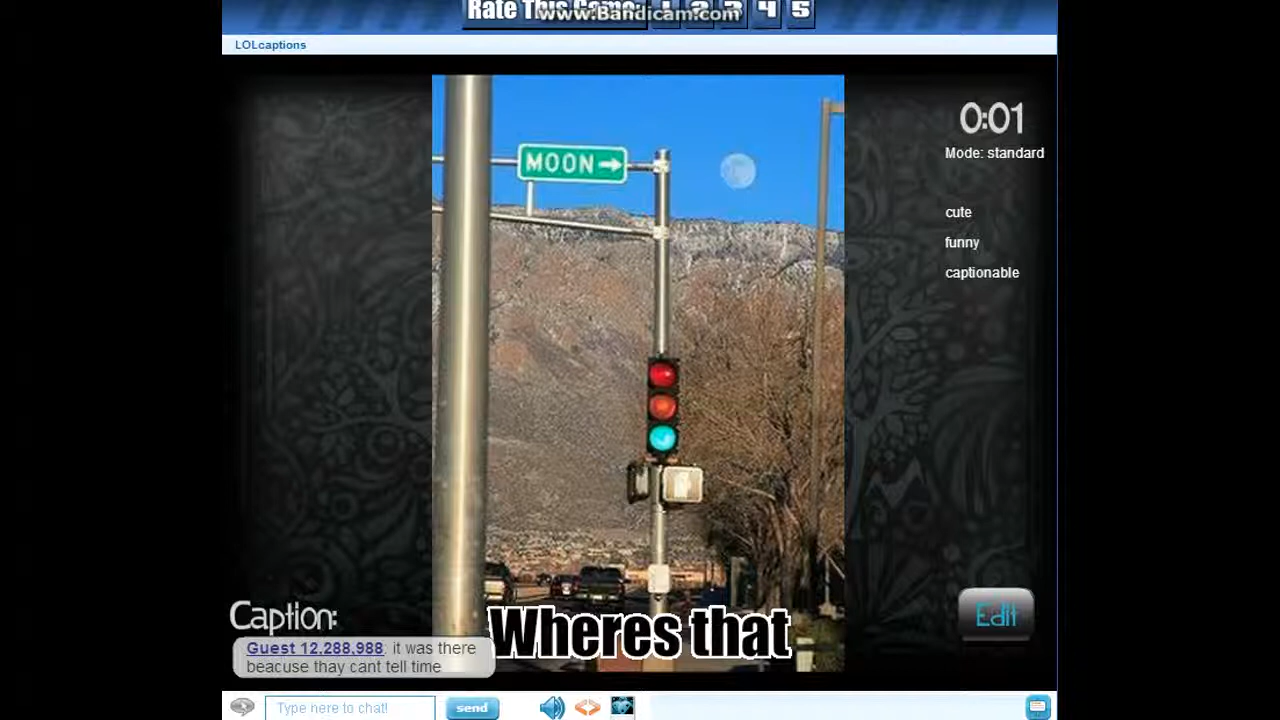 Rate This Game: 1 2 3 4 5
www.Bandicam.com
LOLcaptions
0:01
Mode: standard
MOON→
cute
funny
captionable
Caption:
Edit
Wheres that
Guest 12,288,988: it was there
beacuse thay cant tell time
Type here to chat!
send